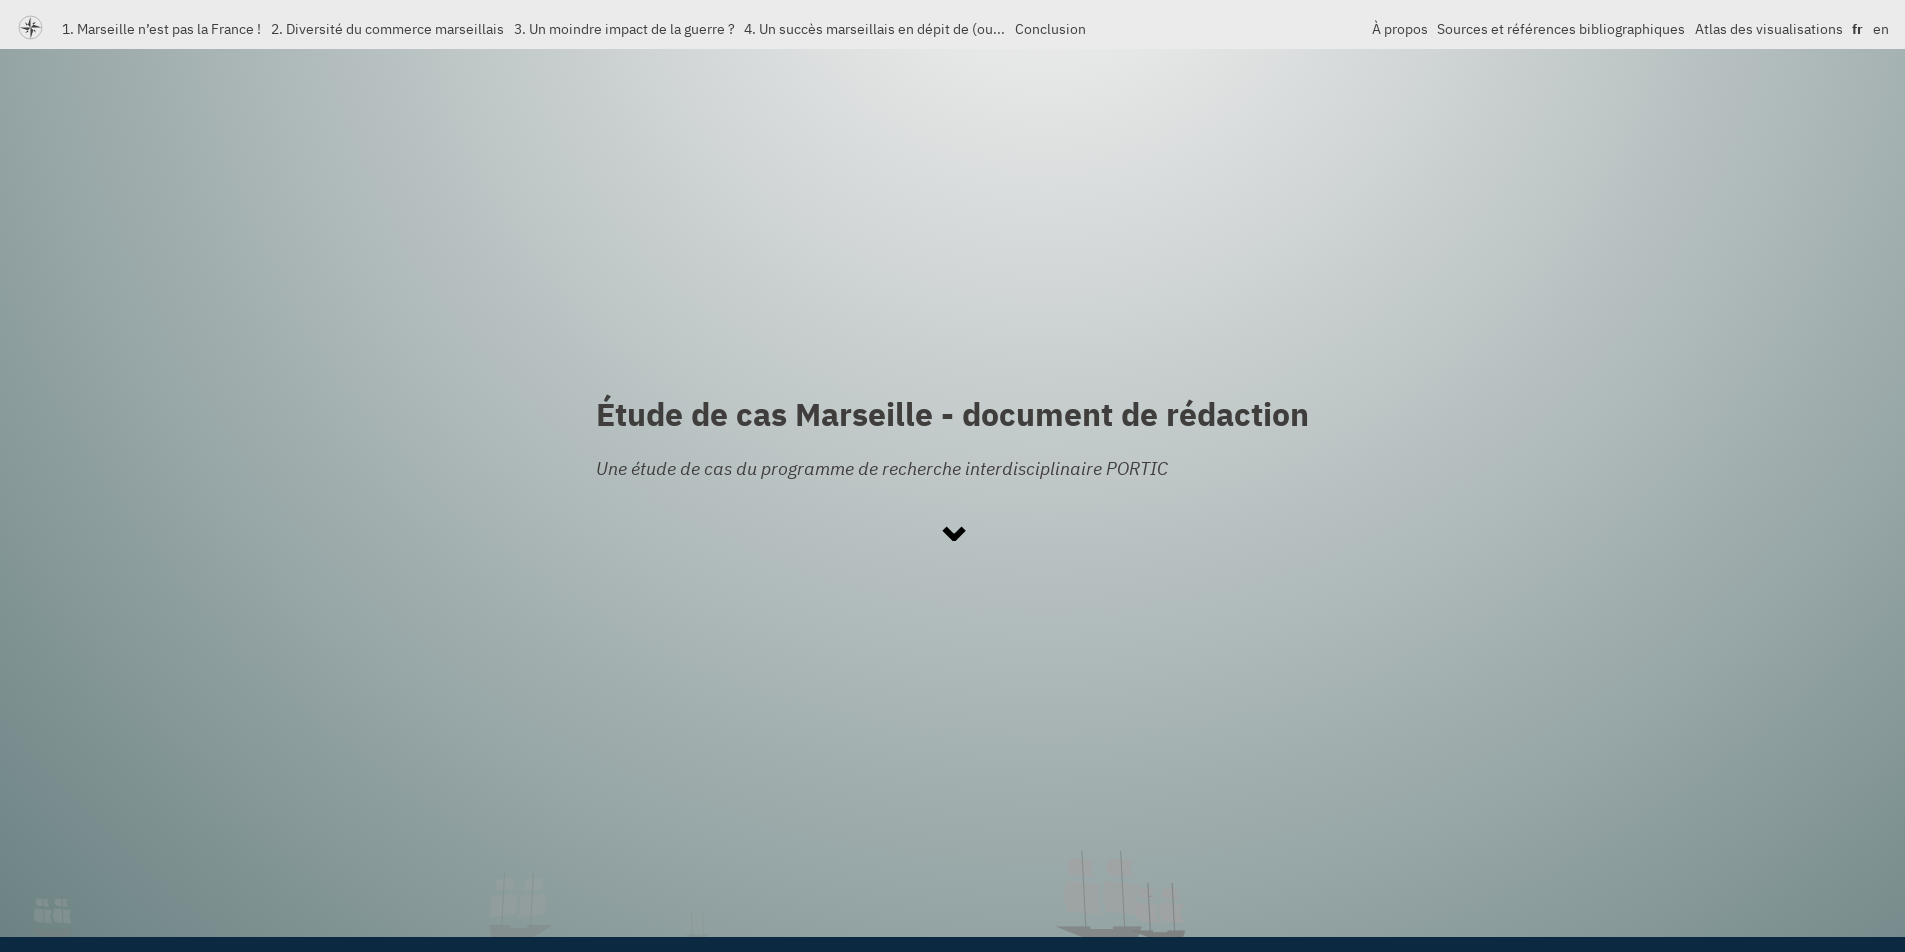 1. Marseille n’est pas la France ! 2. Diversité du commerce marseillais 3. Un moindre impact de la guerre ? 4. Un succès marseillais en dépit de (ou... Conclusion À propos Sources et références bibliographiques Atlas des visualisations fr en
Étude de cas Marseille - document de rédaction
Une étude de cas du programme de recherche interdisciplinaire PORTIC